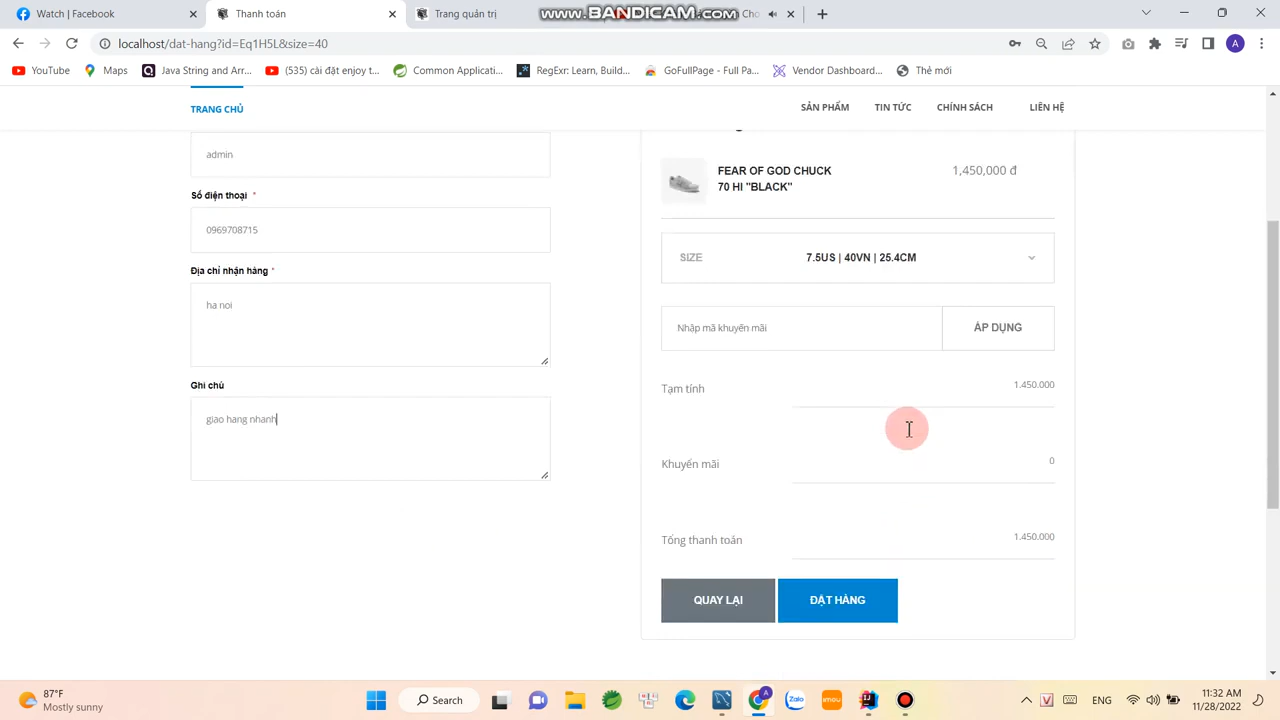 Watch | Facebook
Thanh toán
Trang quản trị
www.BANDICAM.com
Cho
localhost/dat-hang?id=Eq1H5L&size=40
A
YouTube
Maps
Java String and Arr...
(535) cài đặt enjoy t...
Common Applicati...
RegExr: Learn, Build...
GoFullPage - Full Pa...
Vendor Dashboard...
Thẻ mới
TRANG CHỦ
SẢN PHẨM
TIN TỨC
CHÍNH SÁCH
LIÊN HỆ
admin
Số điện thoại *
0969708715
Địa chỉ nhận hàng *
ha noi
Ghi chú
giao hang nhanh
FEAR OF GOD CHUCK
70 HI "BLACK"
1,450,000 đ
SIZE
7.5US | 40VN | 25.4CM
Nhập mã khuyến mãi
ÁP DỤNG
Tạm tính
1.450.000
Khuyến mãi
0
Tổng thanh toán
1.450.000
QUAY LẠI
ĐẶT HÀNG
87°F
Mostly sunny
Search
A
Zalo
imou
ENG
11:32 AM
11/28/2022